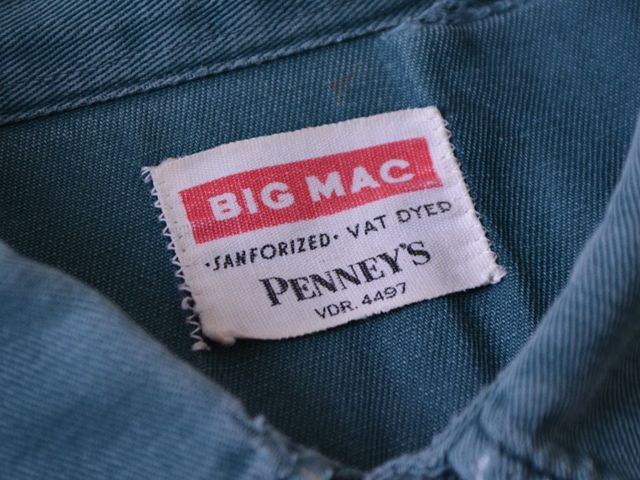 BIG MAC
•SANFORIZED• VAT DYED
PENNEY'S
VDR. 4497